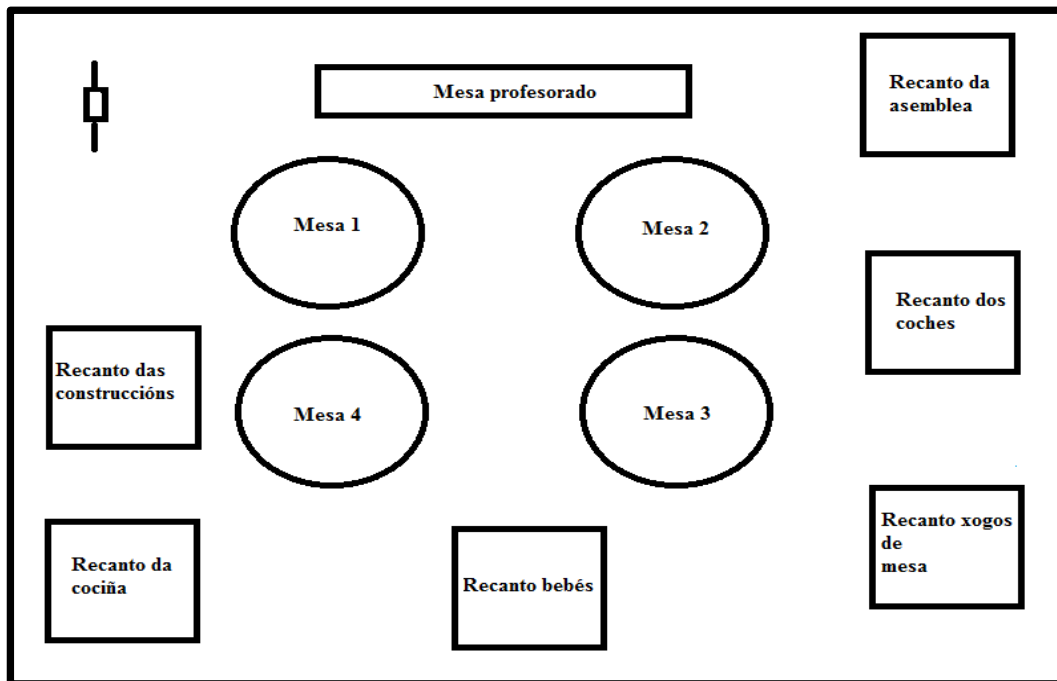 Mesa profesorado
Recanto da
asemblea
Mesa 1
Mesa 2
Recanto dos
coches
Recanto das
construccións
Mesa 4
Mesa 3
Recanto xogos
de
mesa
Recanto da
cociña
Recanto bebés